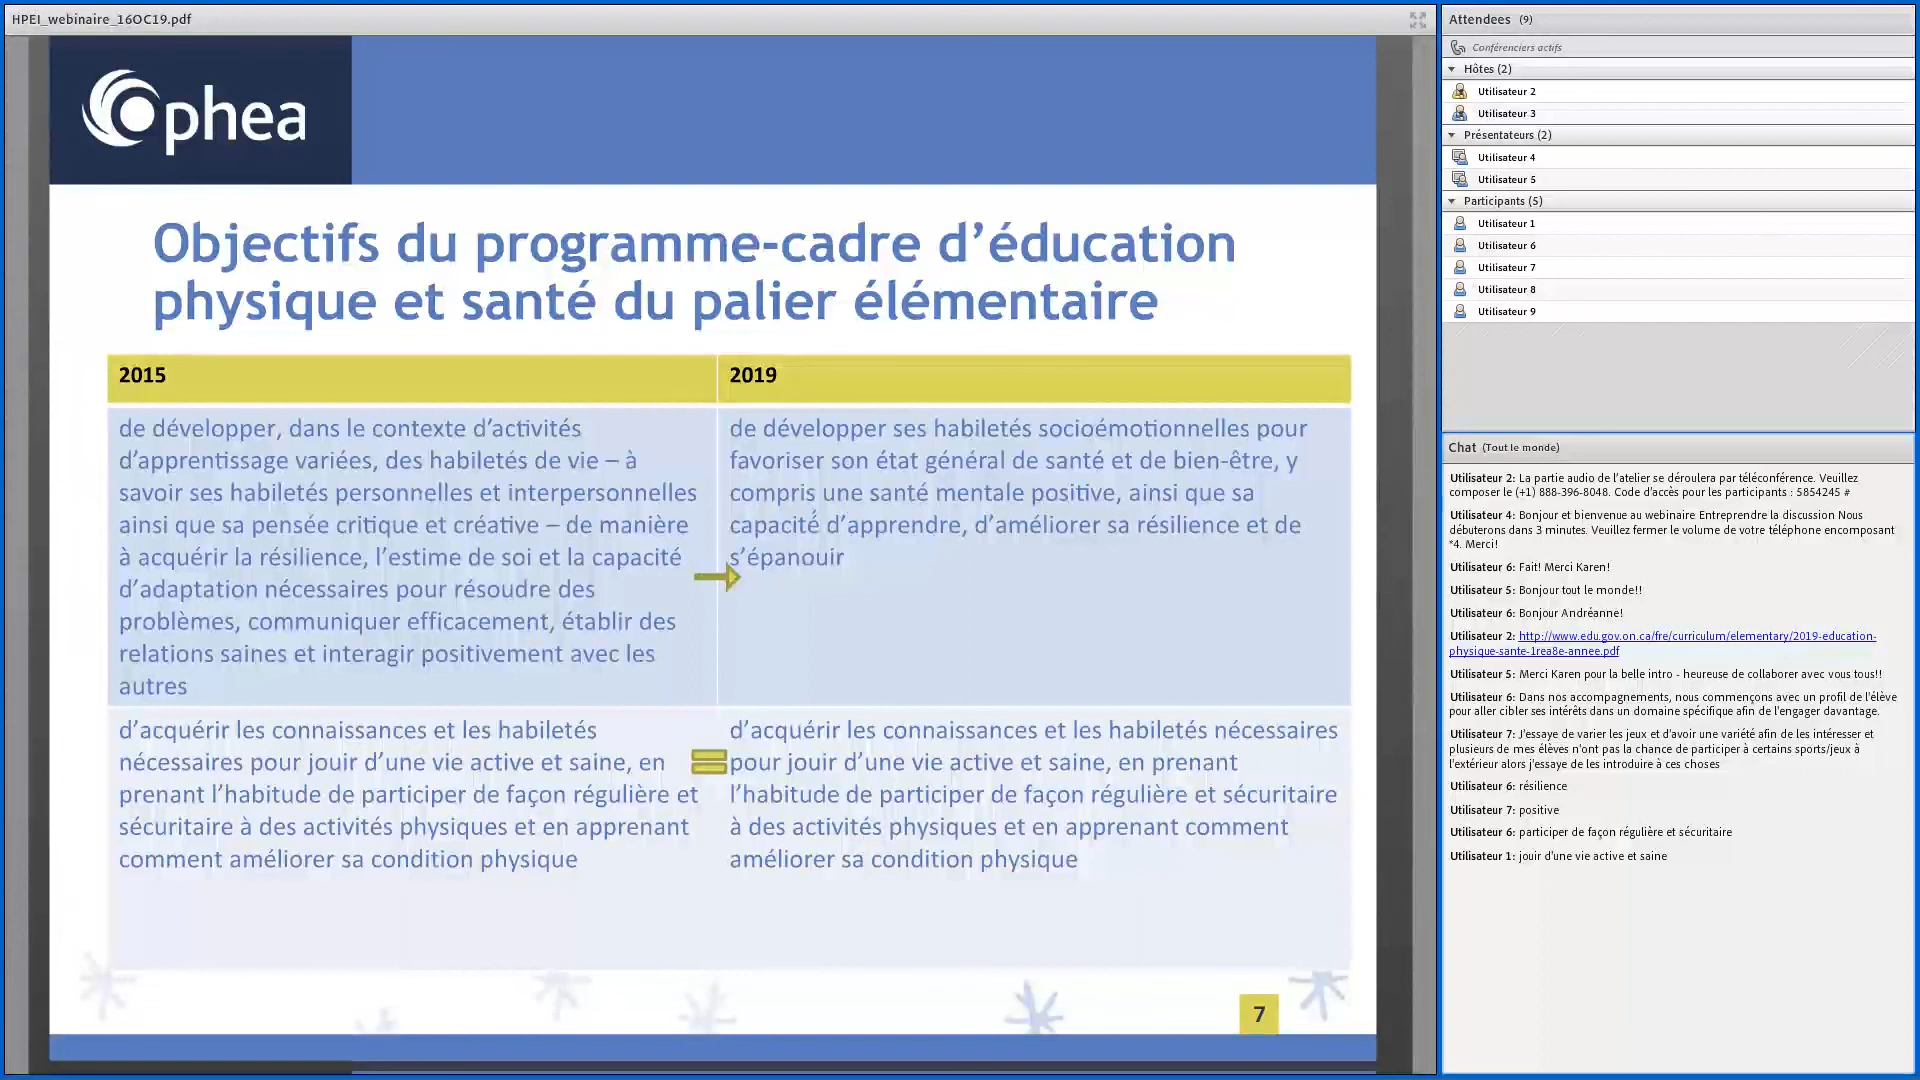 HPEI_webinaire_16OC19.pdf
Ophea
Objectifs du programme-cadre d’éducation
physique et santé du palier élémentaire
2015
de développer, dans le contexte d’activités
d’apprentissage variées, des habiletés de vie – à
savoir ses habiletés personnelles et interpersonnelles
ainsi que sa pensée critique et créative – de manière
à acquérir la résilience, l’estime de soi et la capacité
d’adaptation nécessaires pour résoudre des
problèmes, communiquer efficacement, établir des
relations saines et interagir positivement avec les
autres
2019
de développer ses habiletés socioémotionnelles pour
favoriser son état général de santé et de bien-être, y
compris une santé mentale positive, ainsi que sa
capacité d’apprendre, d’améliorer sa résilience et de
s’épanouir
d’acquérir les connaissances et les habiletés
nécessaires pour jouir d’une vie active et saine, en
prenant l’habitude de participer de façon régulière et
sécuritaire à des activités physiques et en apprenant
comment améliorer sa condition physique
d’acquérir les connaissances et les habiletés nécessaires
pour jouir d’une vie active et saine, en prenant
l’habitude de participer de façon régulière et sécuritaire
à des activités physiques et en apprenant comment
améliorer sa condition physique
7
Attendees (9)
Conférenciers actifs
Hôtes (2)
Utilisateur 2
Utilisateur 3
Présentateurs (2)
Utilisateur 4
Utilisateur 5
Participants (5)
Utilisateur 1
Utilisateur 6
Utilisateur 7
Utilisateur 8
Utilisateur 9
Chat (Tout le monde)
Utilisateur 2: La partie audio de l’atelier se déroulera par téléconférence. Veuillez
composer le (+1) 888-396-8048. Code d’accès pour les participants : 5854245 #
Utilisateur 4: Bonjour et bienvenue au webinaire Entreprendre la discussion Nous
débuterons dans 3 minutes. Veuillez fermer le volume de votre téléphone encomposant
*4. Merci!
Utilisateur 6: Fait! Merci Karen!
Utilisateur 5: Bonjour tout le monde!!
Utilisateur 6: Bonjour Andréanne!
Utilisateur 2: http://www.edu.gov.on.ca/fre/curriculum/elementary/2019-education-
physique-sante-1rea8e-annee.pdf
Utilisateur 5: Merci Karen pour la belle intro - heureuse de collaborer avec vous tous!!
Utilisateur 6: Dans nos accompagnements, nous commençons avec un profil de l'élève
pour aller cibler ses intérêts dans un domaine spécifique afin de l'engager davantage.
Utilisateur 7: J'essaye de varier les jeux et d'avoir une variété afin de les intéresser et
plusieurs de mes élèves n'ont pas la chance de participer à certains sports/jeux à
l'extérieur alors j'essaye de les introduire à ces choses
Utilisateur 6: résilience
Utilisateur 7: positive
Utilisateur 6: participer de façon régulière et sécuritaire
Utilisateur 1: jouir d'une vie active et saine